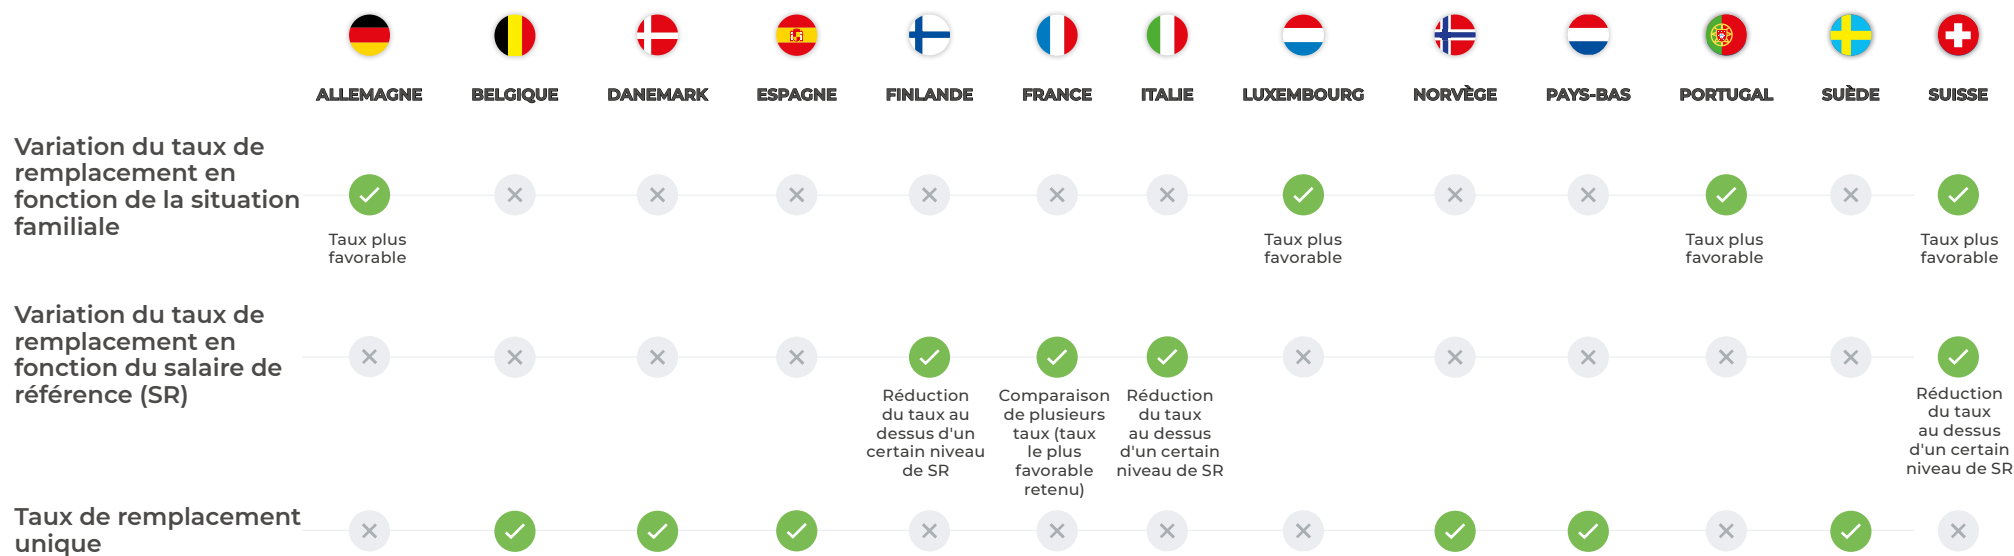 ALLEMAGNE BELGIQUE DANEMARK ESPAGNE FINLANDE FRANCE ITALIE LUXEMBOURG NORVÈGE PAYS-BAS PORTUGAL SUÈDE SUISSE
Variation du taux de
remplacement en
fonction de la situation
familiale
Taux plus
favorable
Taux plus
favorable
Taux plus
favorable
Taux plus
favorable
Variation du taux de
remplacement en
fonction du salaire de
référence (SR)
Réduction
du taux au
dessus d'un
certain niveau
de SR
Comparaison
de plusieurs
taux (taux
le plus
favorable
retenu)
Réduction
du taux
au dessus
d'un certain
niveau de SR
Réduction
du taux
au dessus
d'un certain
niveau de SR
Taux de remplacement
unique